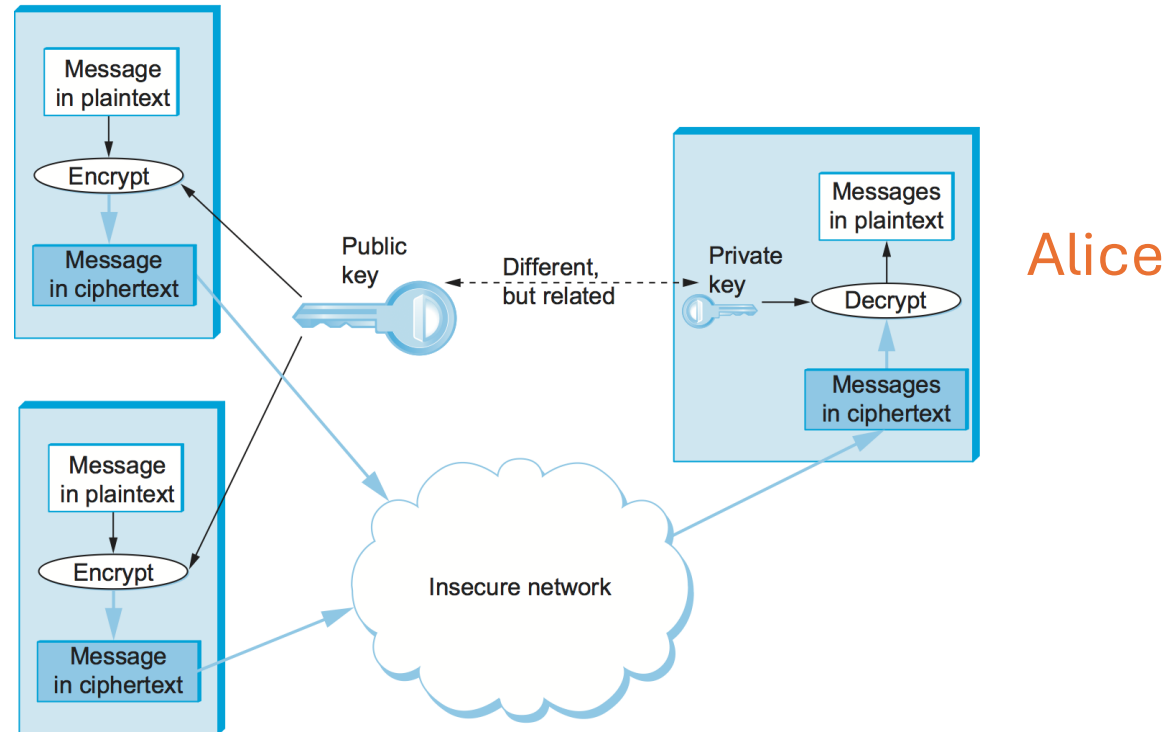 Message
in plaintext
Encrypt
Message
in ciphertext
Public
key
Different,
but related
Private
key
Messages
in plaintext
Decrypt
Messages
in ciphertext
Alice
Message
in plaintext
Encrypt
Message
in ciphertext
Insecure network